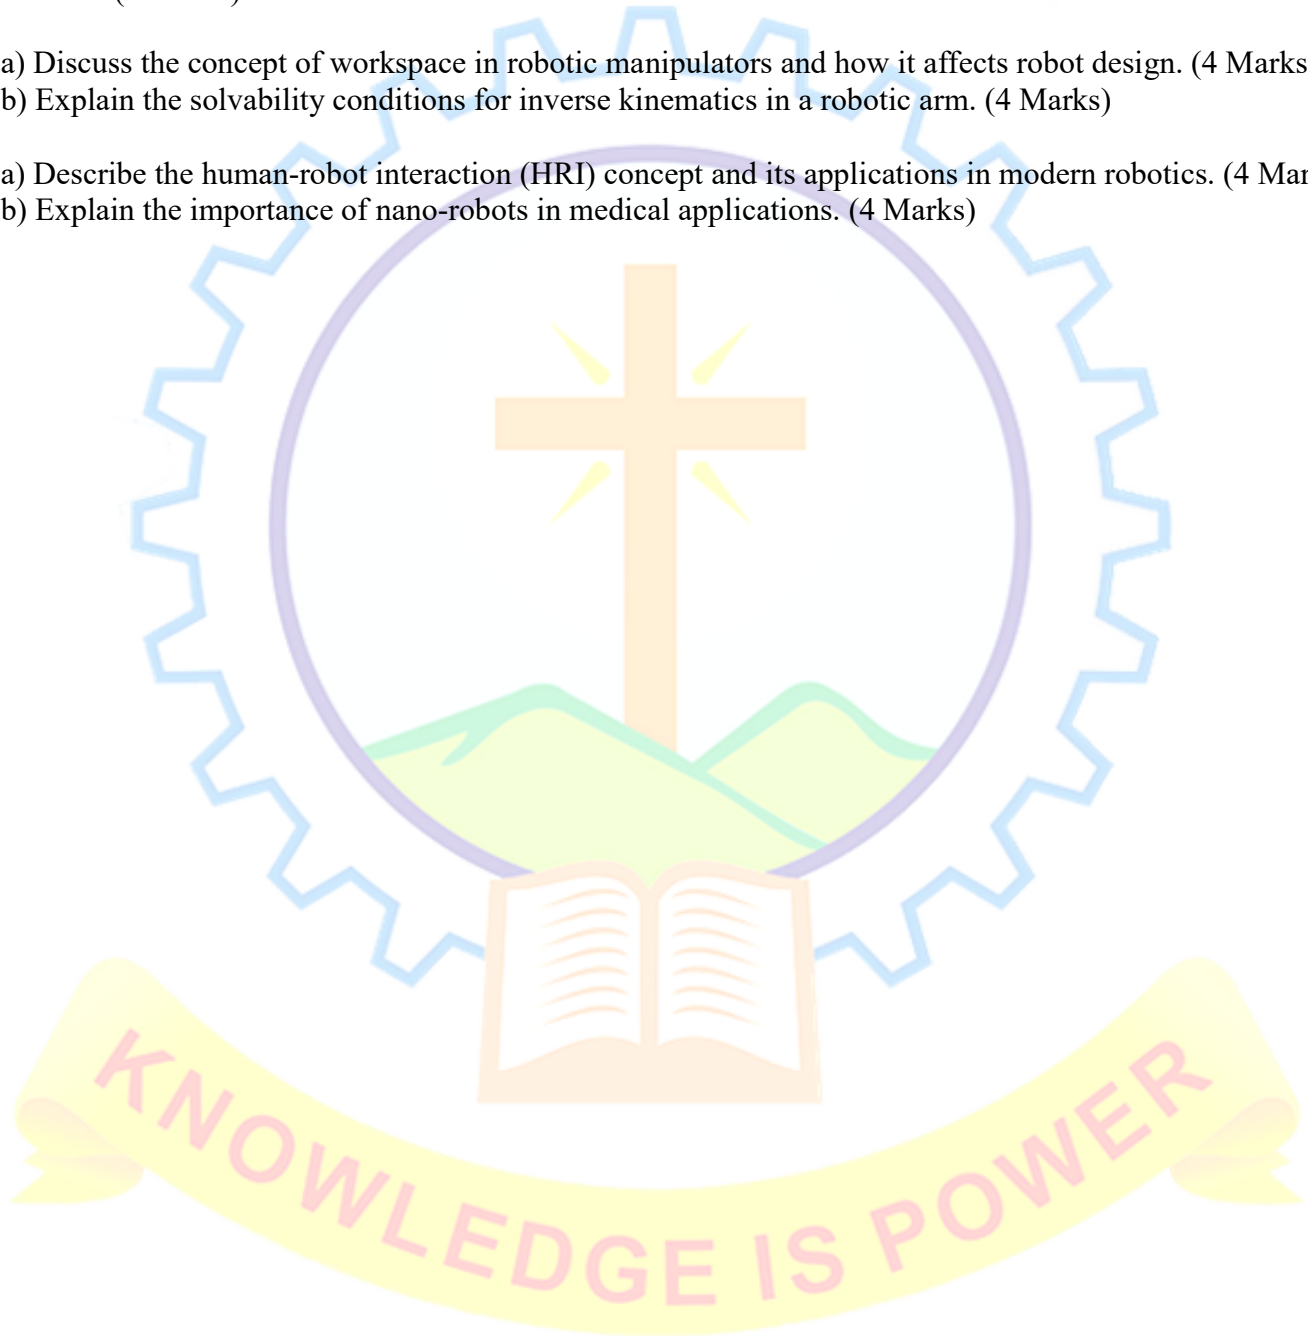 a) Discuss the concept of workspace in robotic manipulators and how it affects robot design. (4 Marks
b) Explain the solvability conditions for inverse kinematics in a robotic arm. (4 Marks)
a) Describe the human-robot interaction (HRI) concept and its applications in modern robotics. (4 Mar
b) Explain the importance of nano-robots in medical applications. (4 Marks)
KNOWLEDGE IS POWER